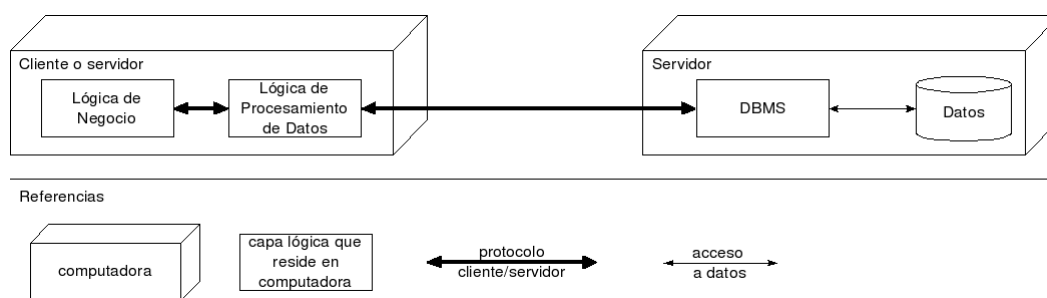 Cliente o servidor
Lógica de
Negocio
Lógica de
Procesamiento
de Datos
Servidor
DBMS
Datos
Referencias
computadora
capa lógica que
reside en
computadora
protocolo
cliente/servidor
acceso
a datos